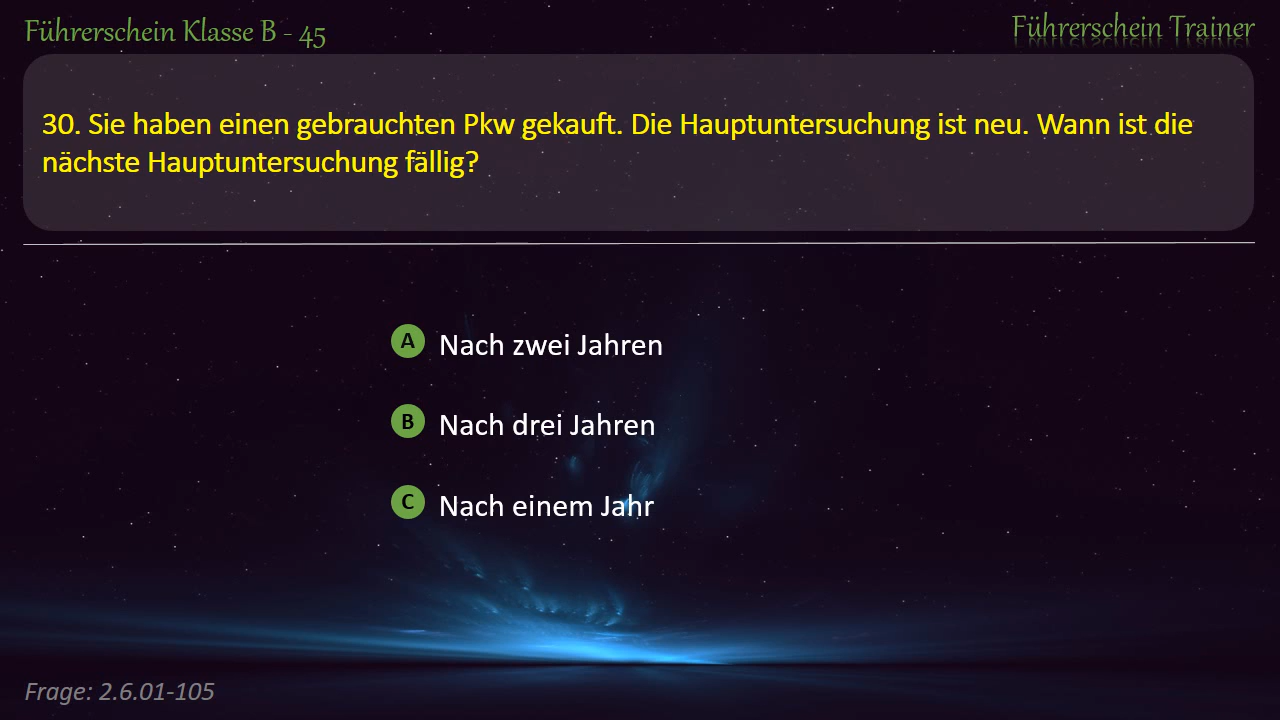 Führerschein Klasse B - 45
Führerschein Trainer
30. Sie haben einen gebrauchten Pkw gekauft. Die Hauptuntersuchung ist neu. Wann ist die
nächste Hauptuntersuchung fällig?
A Nach zwei Jahren
B Nach drei Jahren
C Nach einem Jahr
Frage: 2.6.01-105